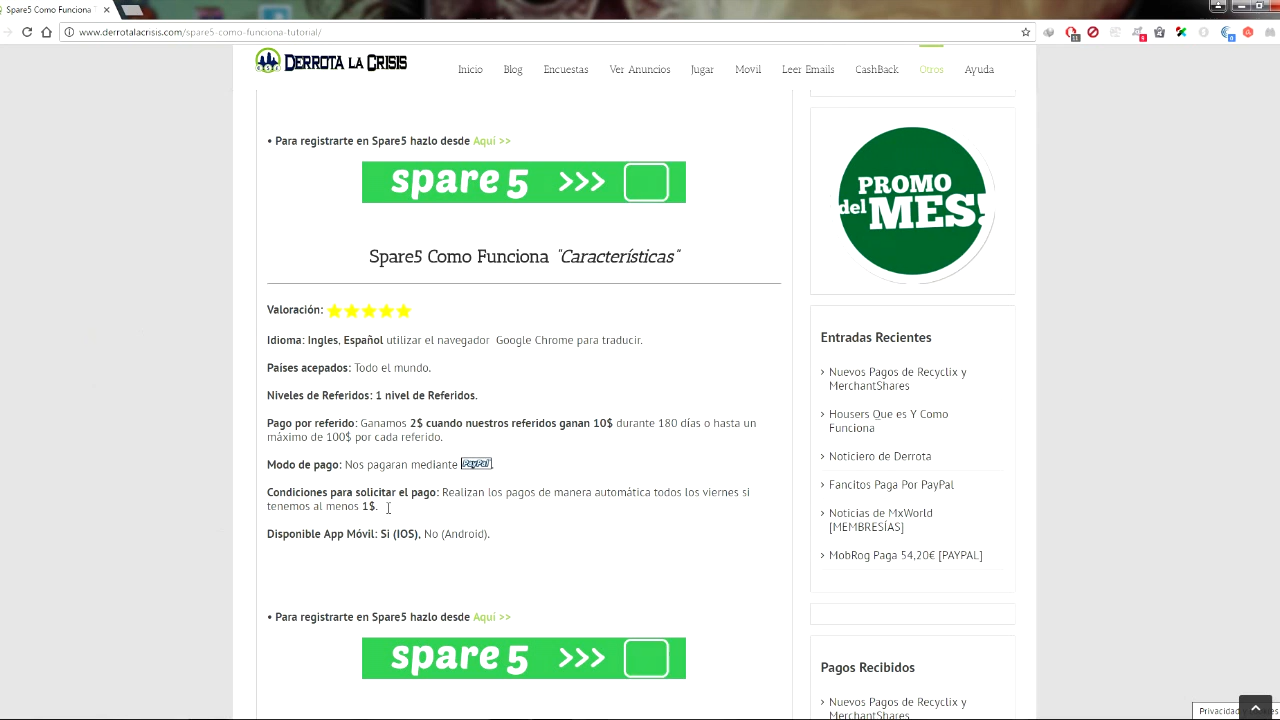 Spare5 Como Funciona
www.derrotalacrisis.com/spare5-como-funciona-tutorial/
DERROTA LA CRISIS
Inicio
Blog
Encuestas
Ver Anuncios
Jugar
Movil
Leer Emails
CashBack
Otros
Ayuda
• Para registrarte en Spare5 hazlo desde Aquí >>
spare5 >>>
Spare5 Como Funciona "Características"
Valoración:
Idioma: Ingles, Español utilizar el navegador Google Chrome para traducir.
Países acepados: Todo el mundo.
Niveles de Referidos: 1 nivel de Referidos.
Pago por referido: Ganamos 2$ cuando nuestros referidos ganan 10$ durante 180 días o hasta un
máximo de 100$ por cada referido.
Modo de pago: Nos pagaran mediante PayPal.
Condiciones para solicitar el pago: Realizan los pagos de manera automática todos los viernes si
tenemos al menos 1$.
Disponible App Móvil: Si (IOS), No (Android).
• Para registrarte en Spare5 hazlo desde Aquí >>
spare5 >>>
PROMO
del MES!
Entradas Recientes
Nuevos Pagos de Recyclix y
MerchantShares
Housers Que es Y Como
Funciona
Noticiero de Derrota
Fancitos Paga Por PayPal
Noticias de MxWorld
[MEMBRESÍAS]
MobRog Paga 54,20€ [PAYPAL]
Pagos Recibidos
Nuevos Pagos de Recyclix y
MerchantShares